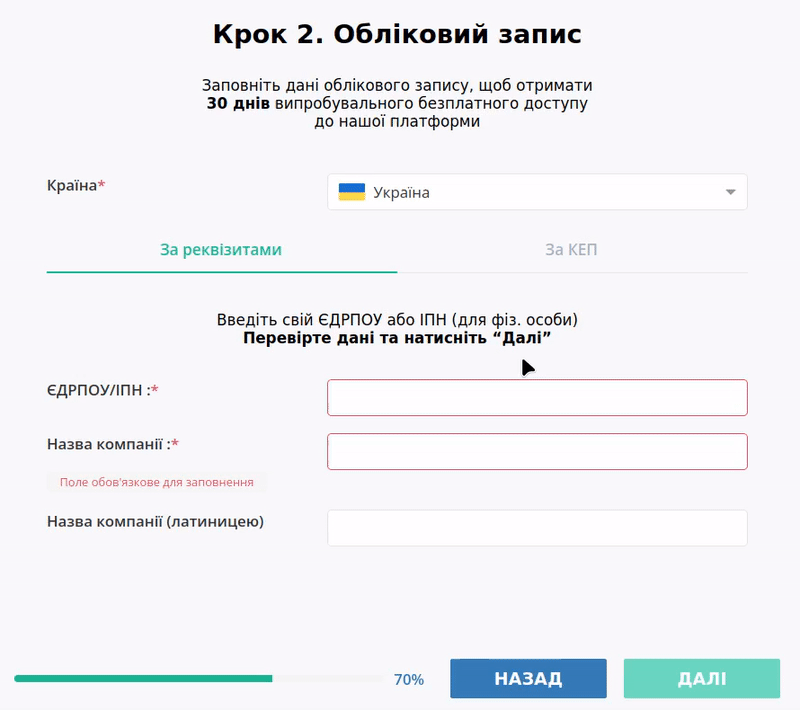 Крок 2. Обліковий запис
Заповніть дані облікового запису, щоб отримати
30 днів випробувального безплатного доступу
до нашої платформи
Країна*
Україна
За реквізитами
За КЕП
Введіть свій ЄДРПОУ або ІПН (для фіз. особи)
Перевірте дані та натисніть “Далі”
ЄДРПОУ/ІПН :*
Назва компанії :*
Поле обов'язкове для заповнення
Назва компанії (латиницею)
70%
НАЗАД
ДАЛІ